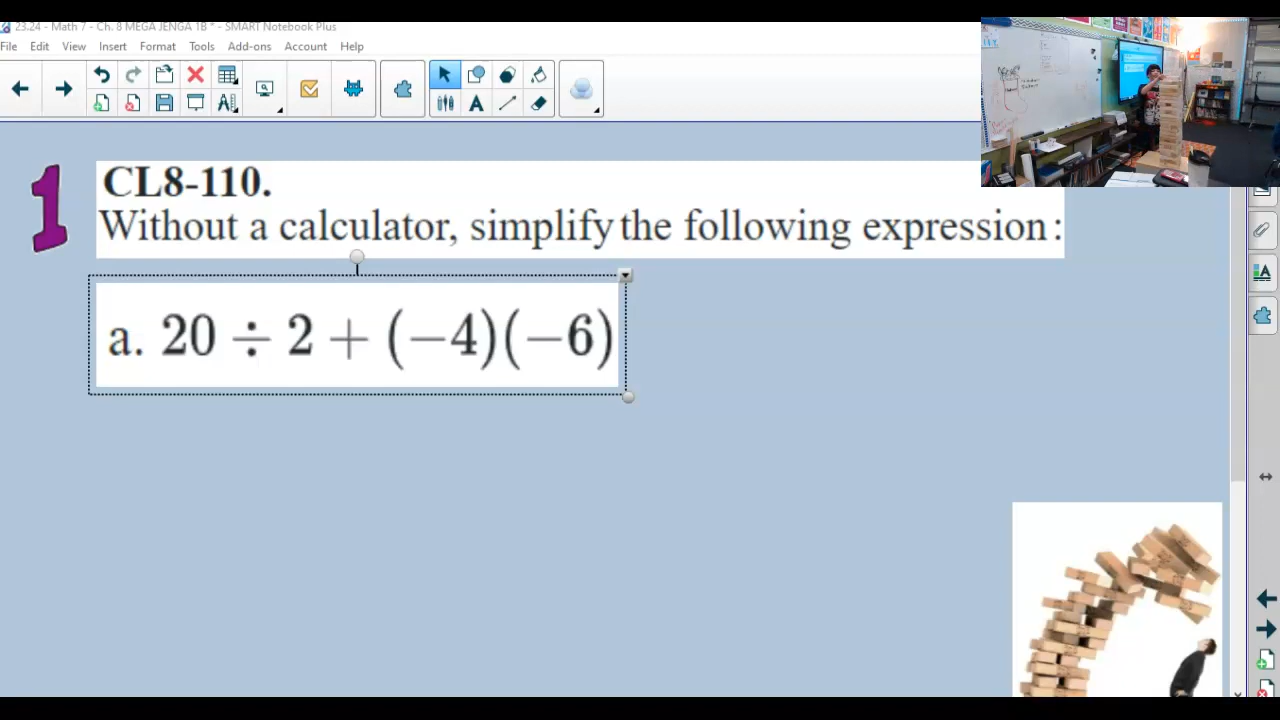 23.24 - Math 7 - Ch. 8 MEGA JENGA 1B * - SMART Notebook Plus
File Edit View Insert Format Tools Add-ons Account Help
1
CL8-110.
Without a calculator, simplify the following expression:
a. 20 ÷ 2 + (−4)(−6)